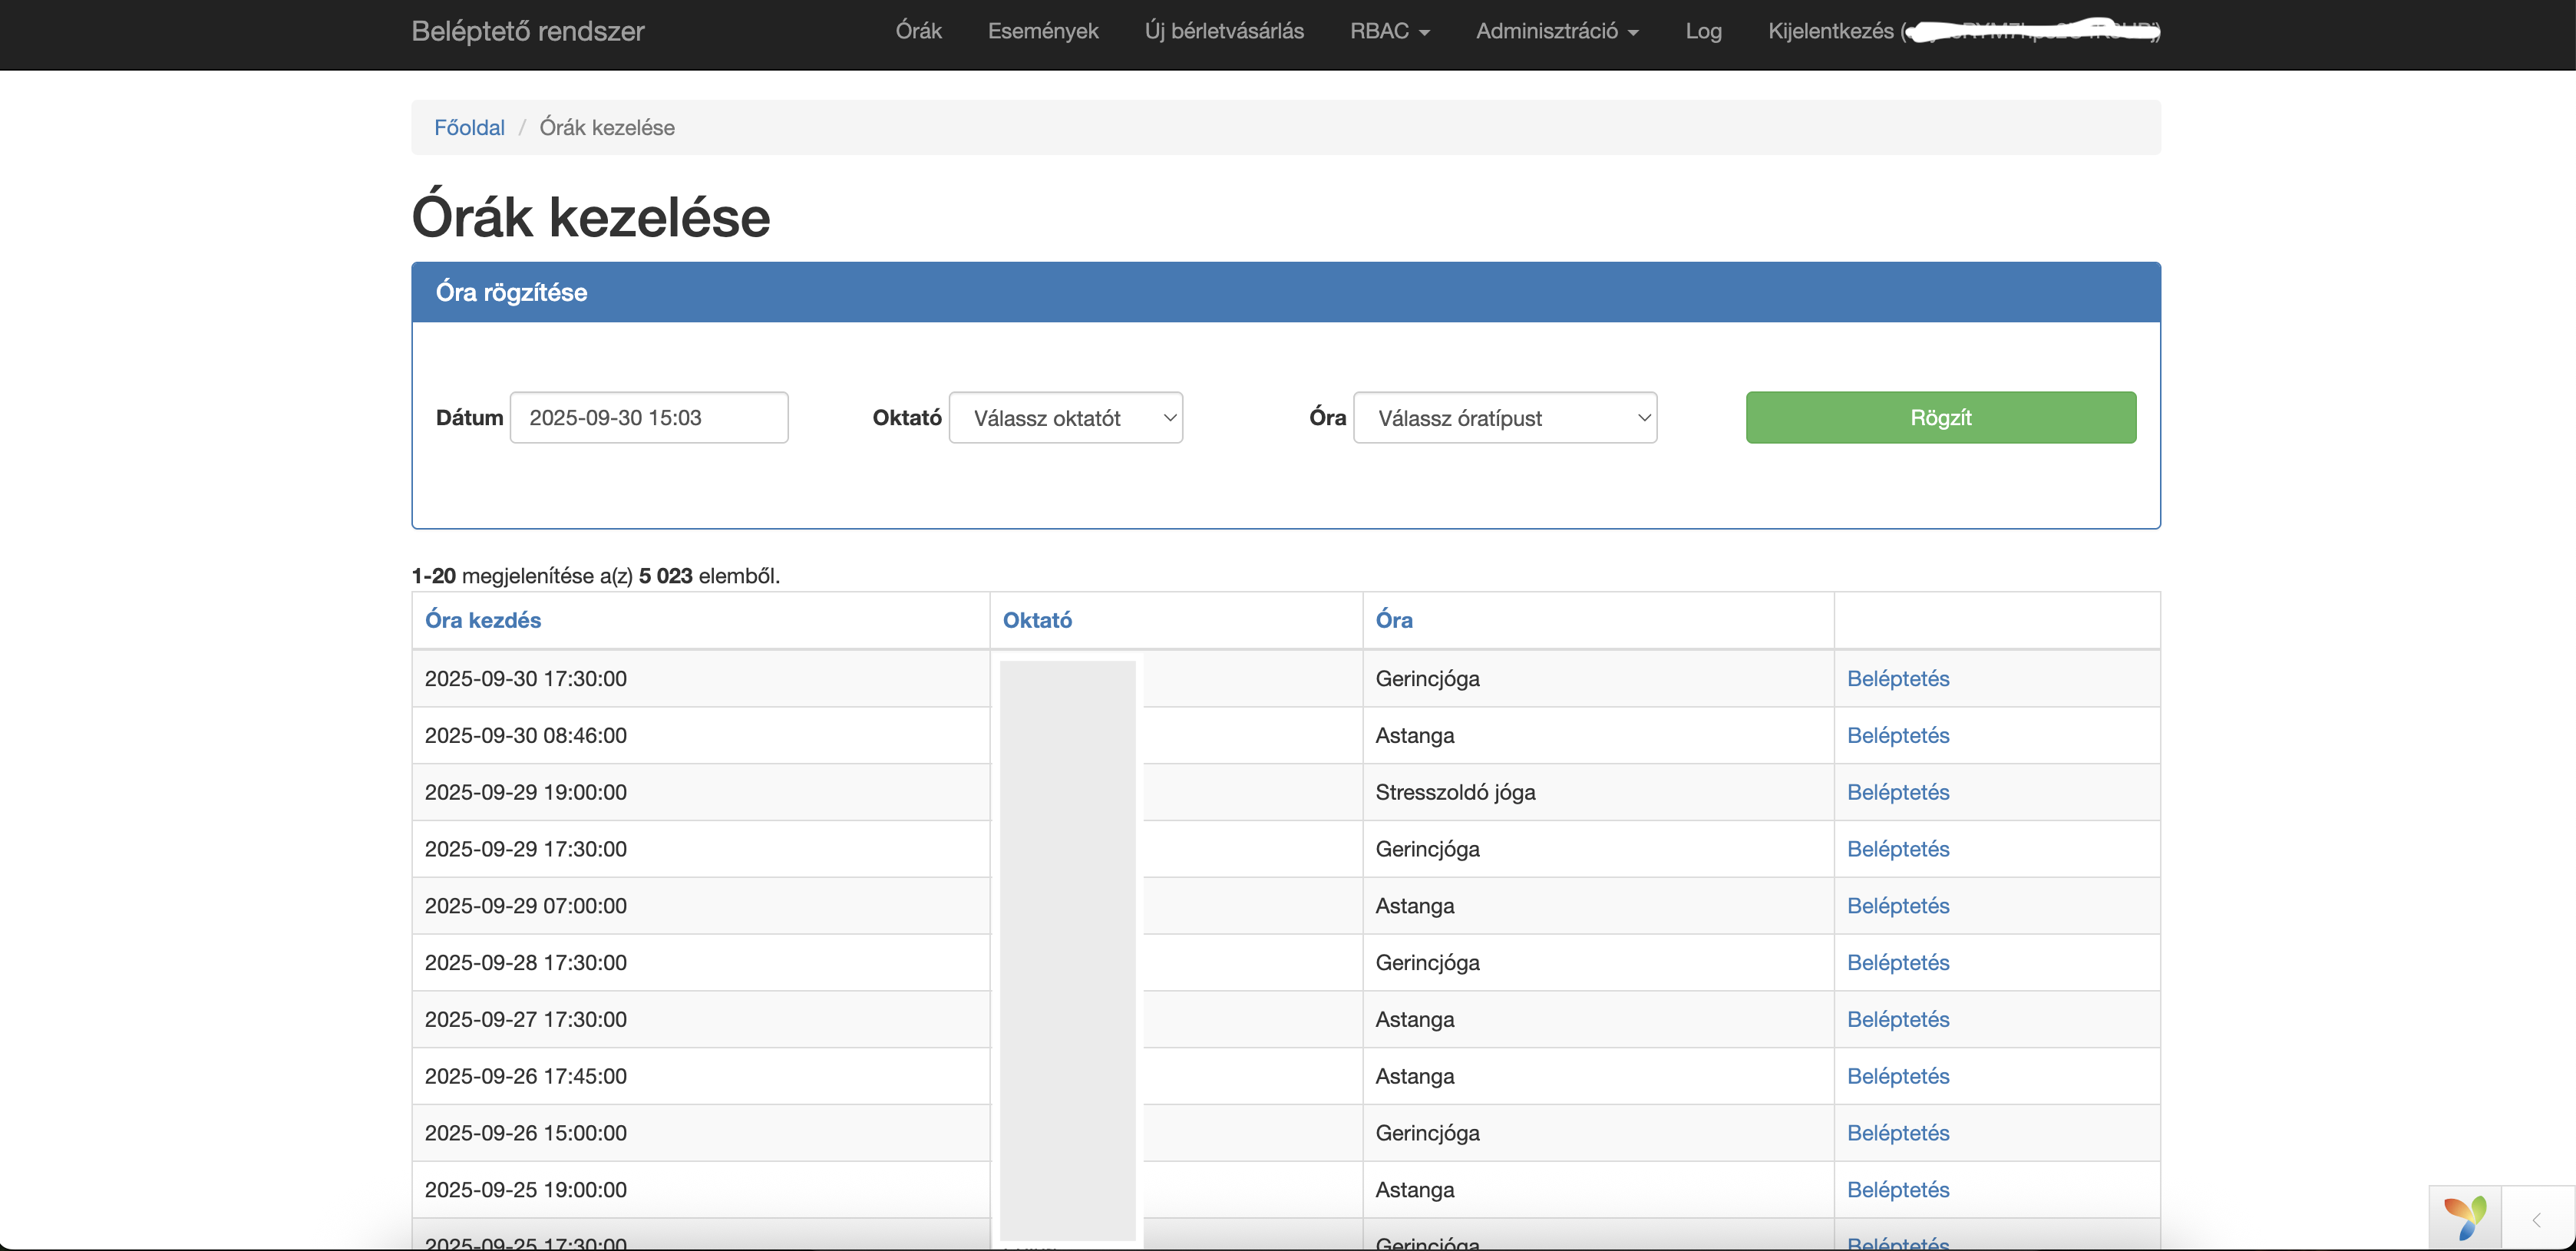 Beléptető rendszer Órák Események Új bérletvásárlás RBAC Adminisztráció Log Kijelentkezés (
Főoldal / Órák kezelése
Órák kezelése
Óra rögzítése
Dátum 2025-09-30 15:03 Oktató Válassz oktatót Óra Válassz óratípust Rögzít
1-20 megjelenítése a(z) 5 023 elemből.
Óra kezdés Oktató Óra
2025-09-30 17:30:00 Gerincjóga Beléptetés
2025-09-30 08:46:00 Astanga Beléptetés
2025-09-29 19:00:00 Stresszoldó jóga Beléptetés
2025-09-29 17:30:00 Gerincjóga Beléptetés
2025-09-29 07:00:00 Astanga Beléptetés
2025-09-28 17:30:00 Gerincjóga Beléptetés
2025-09-27 17:30:00 Astanga Beléptetés
2025-09-26 17:45:00 Astanga Beléptetés
2025-09-26 15:00:00 Gerincjóga Beléptetés
2025-09-25 19:00:00 Astanga Beléptetés
2025-09-25 17:30:00 Gerincjóga Beléptetés